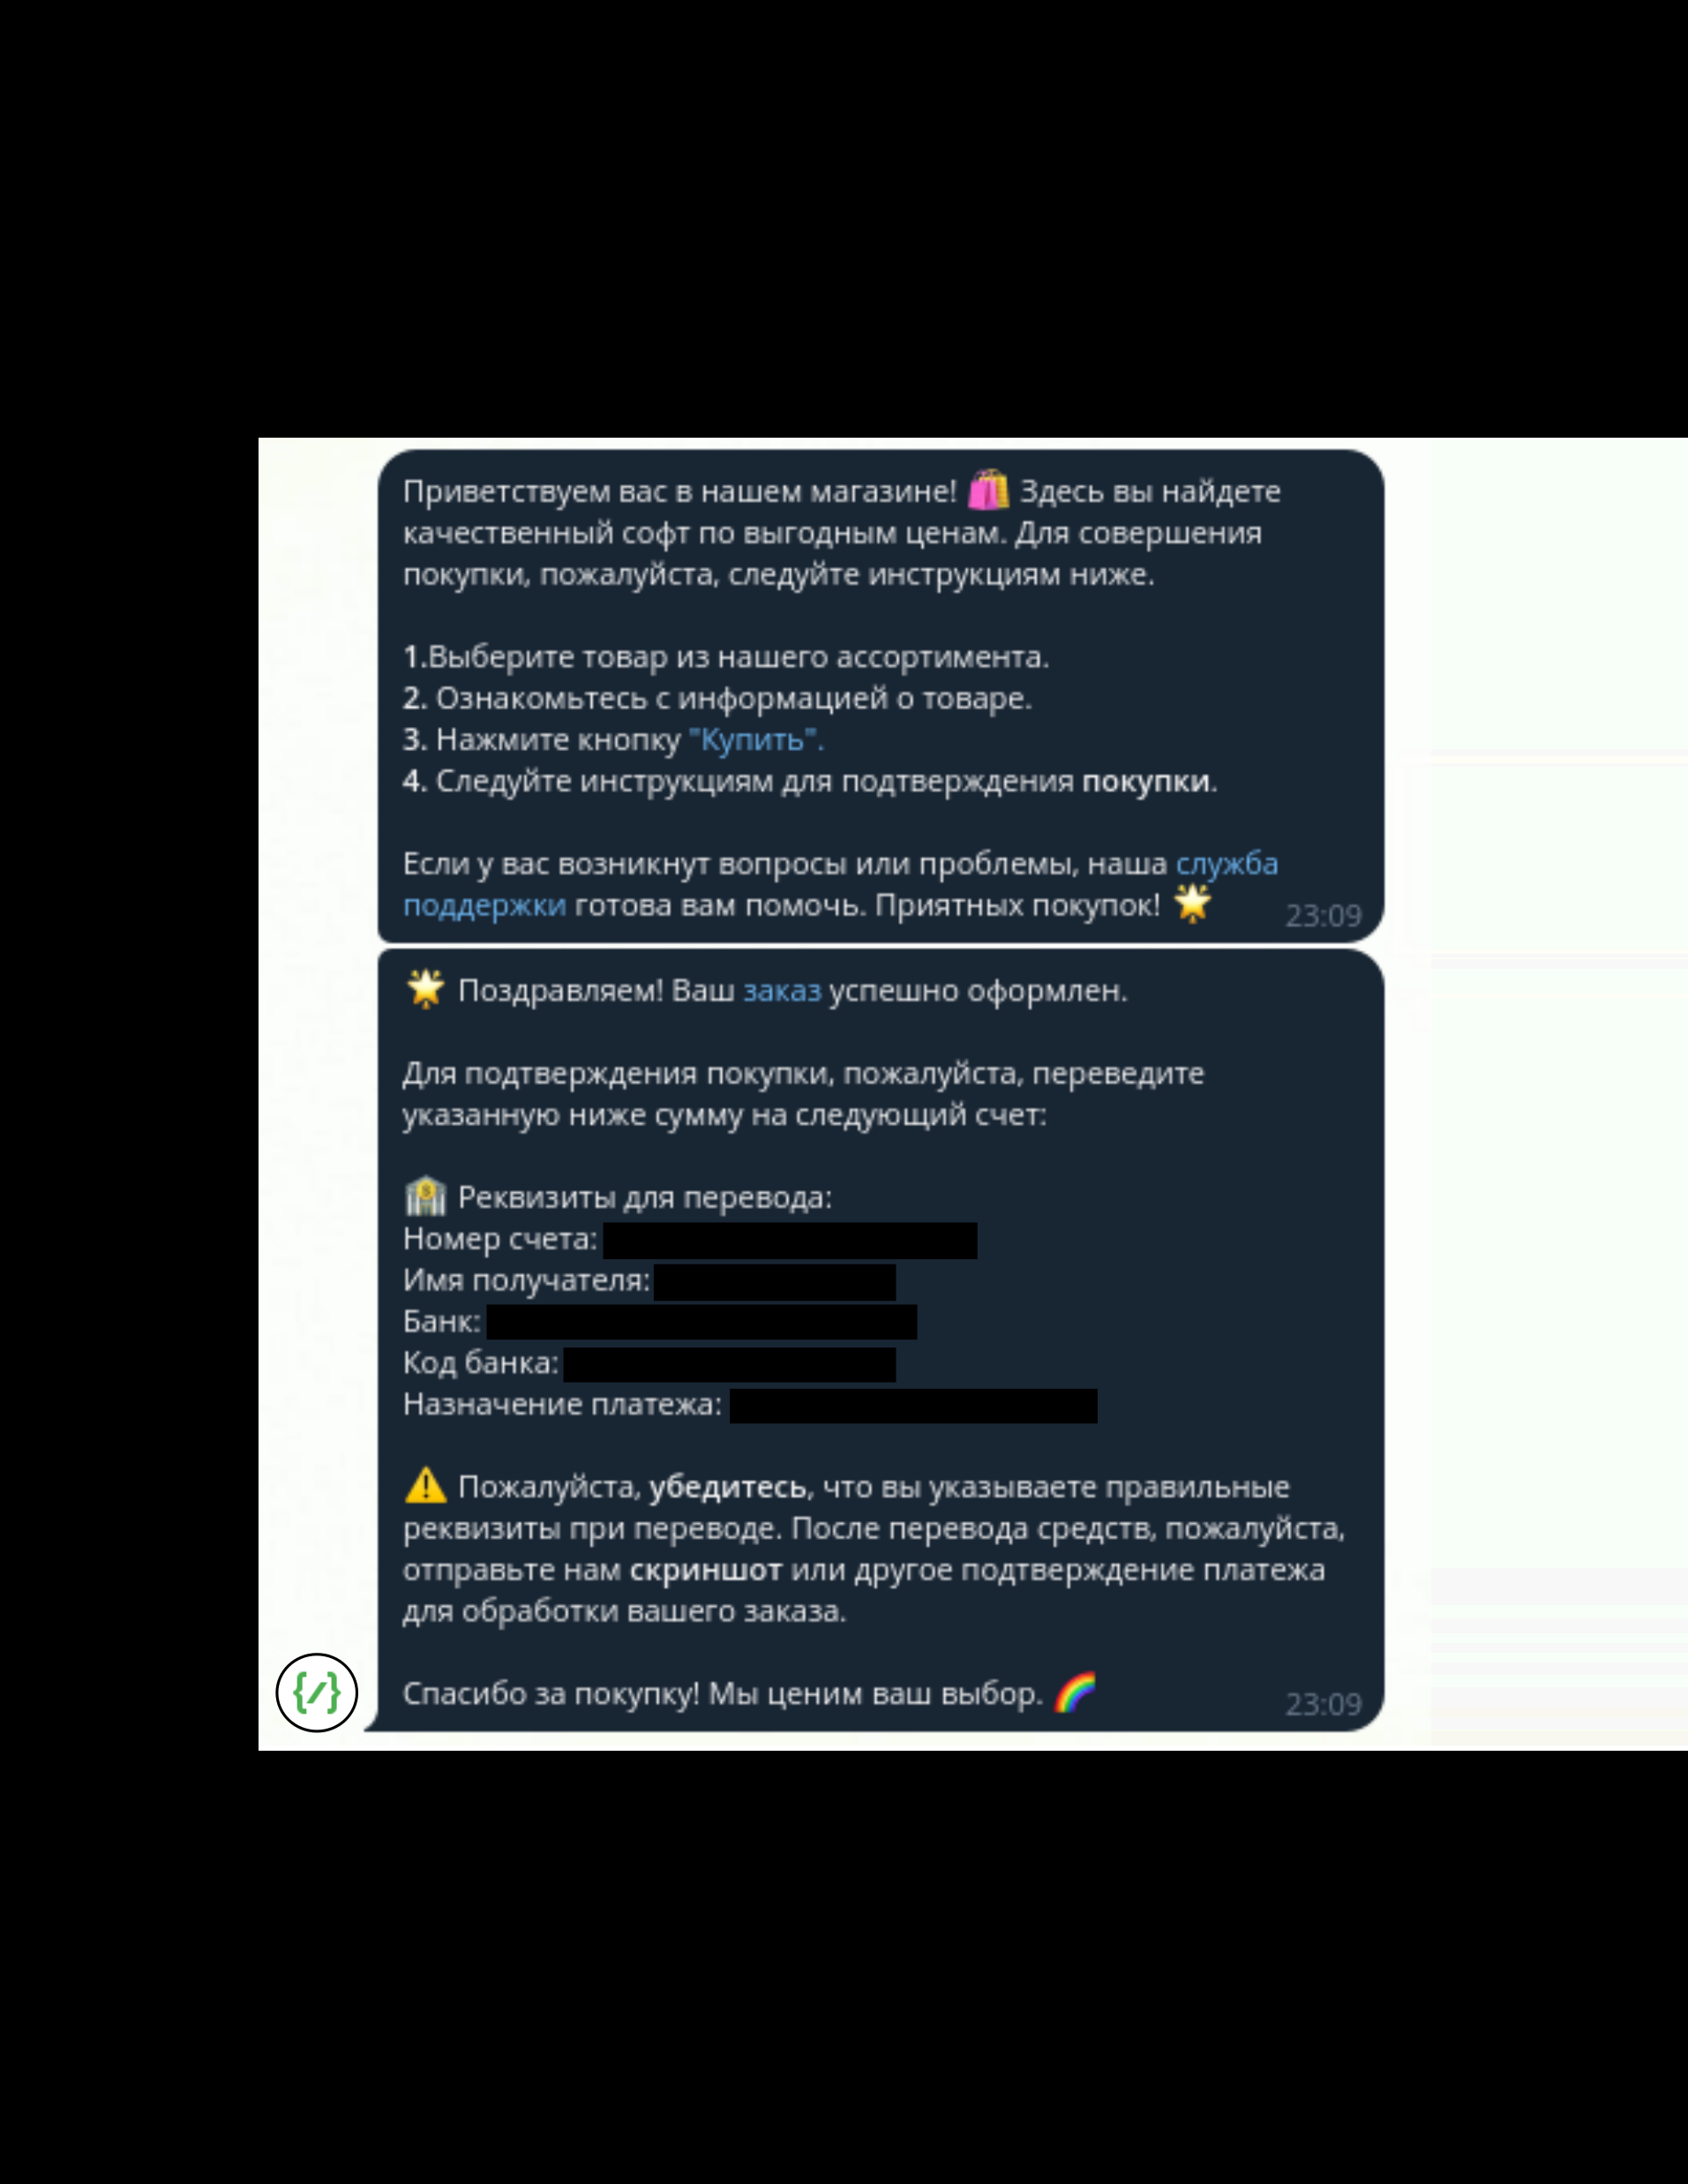 Приветствуем вас в нашем магазине! 🛍 Здесь вы найдете
качественный софт по выгодным ценам. Для совершения
покупки, пожалуйста, следуйте инструкциям ниже.
1.Выберите товар из нашего ассортимента.
2. Ознакомьтесь с информацией о товаре.
3. Нажмите кнопку "Купить".
4. Следуйте инструкциям для подтверждения покупки.
Если у вас возникнут вопросы или проблемы, наша служба
поддержки готова вам помочь. Приятных покупок! 🌟 23:09
🌟 Поздравляем! Ваш заказ успешно оформлен.
Для подтверждения покупки, пожалуйста, переведите
указанную ниже сумму на следующий счет:
🏦 Реквизиты для перевода:
Номер счета:
Имя получателя:
Банк:
Код банка:
Назначение платежа:
⚠️ Пожалуйста, убедитесь, что вы указываете правильные
реквизиты при переводе. После перевода средств, пожалуйста,
отправьте нам скриншот или другое подтверждение платежа
для обработки вашего заказа.
Спасибо за покупку! Мы ценим ваш выбор. 🌈 23:09
{/}